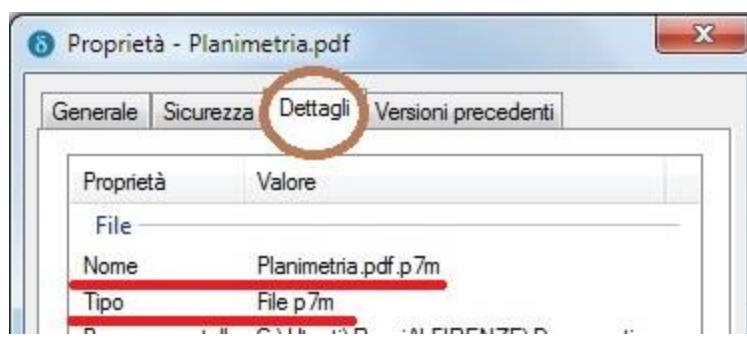 δ Proprietà - Planimetria.pdf
Generale Sicurezza Dettagli Versioni precedenti
Proprietà Valore
File
Nome Planimetria.pdf.p7m
Tipo File p7m